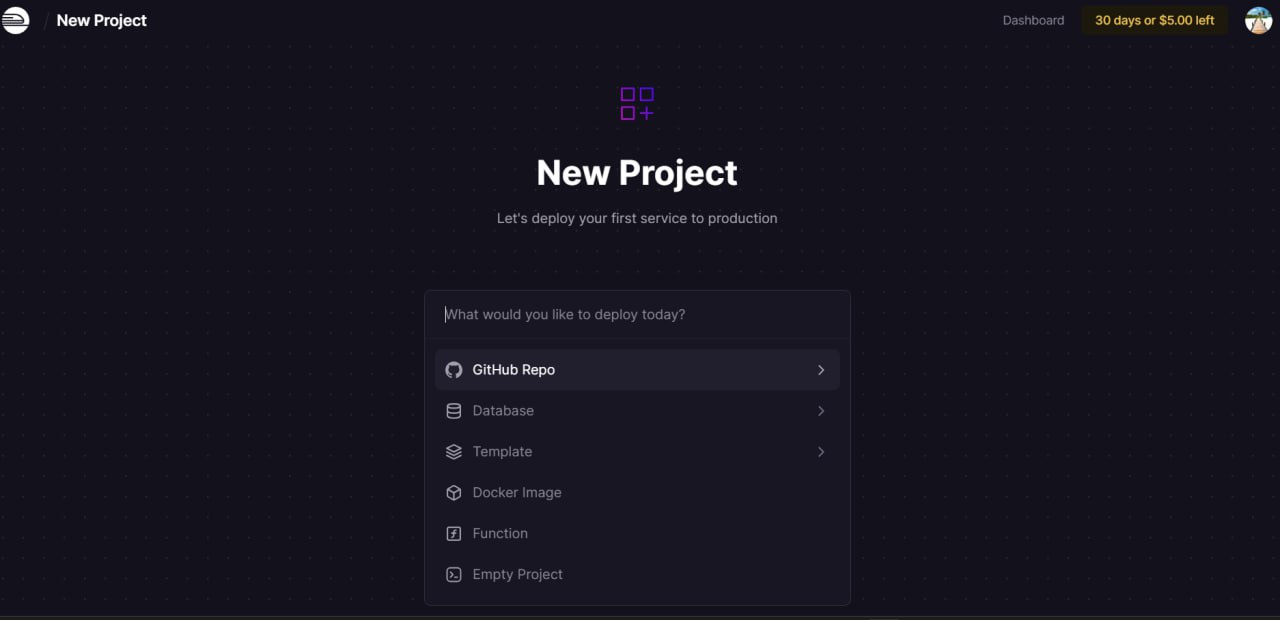 / New Project
Dashboard
30 days or $5.00 left
New Project
Let's deploy your first service to production
What would you like to deploy today?
GitHub Repo
Database
Template
Docker Image
Function
Empty Project